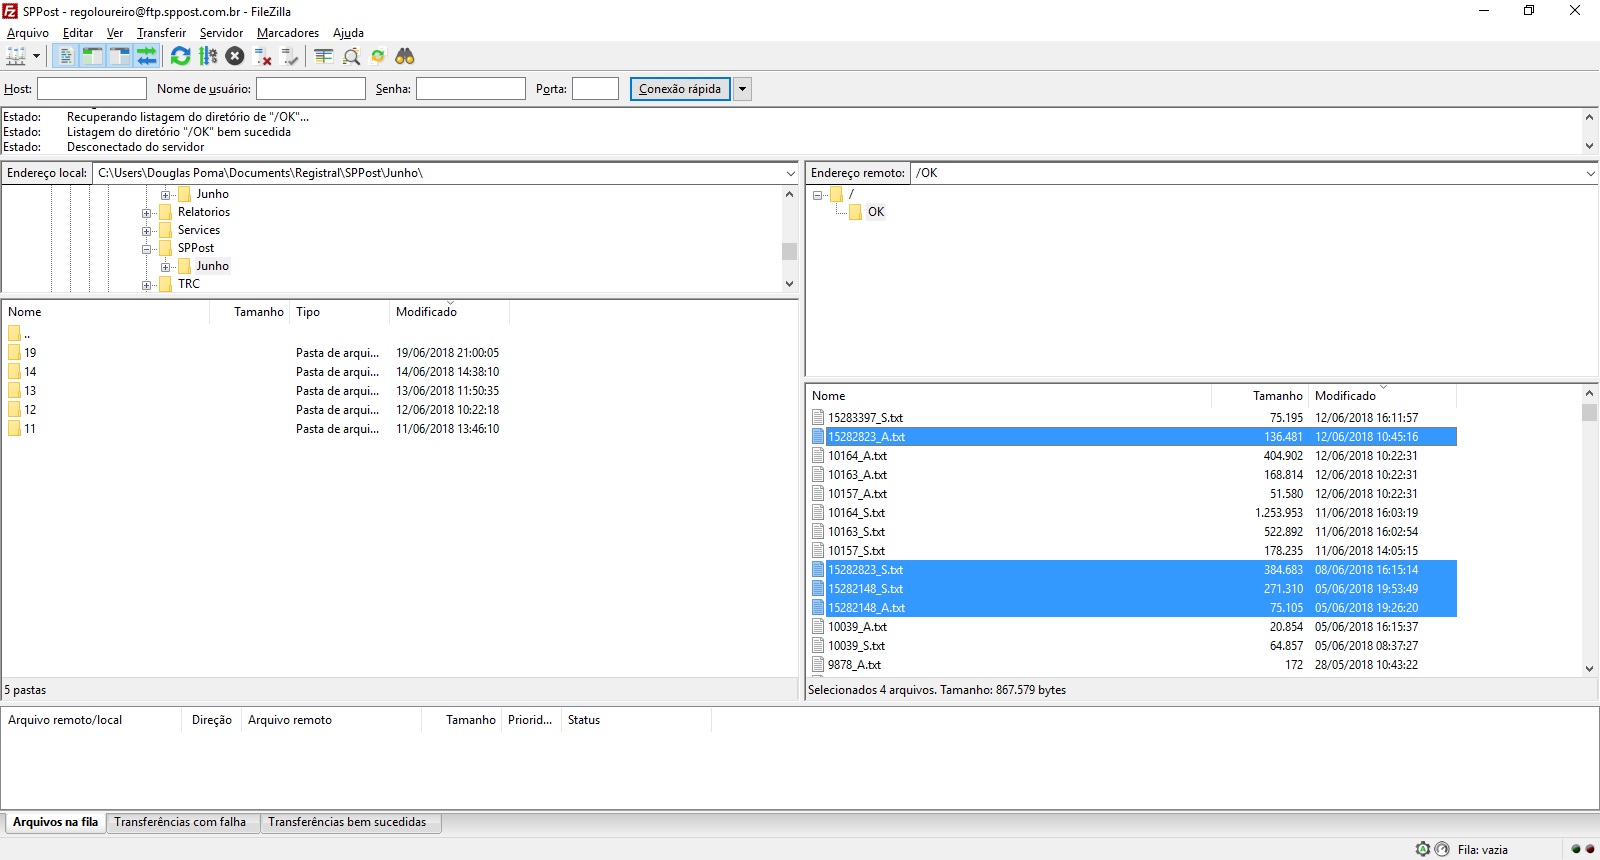 SPPost - regoloureiro@ftp.sppost.com.br - FileZilla
Arquivo Editar Ver Transferir Servidor Marcadores Ajuda
Host: Nome de usuário: Senha: Porta: Conexão rápida
Estado: Recuperando listagem do diretório de "/OK"...
Estado: Listagem do diretório "/OK" bem sucedida
Estado: Desconectado do servidor
Endereço local: C:\Users\Douglas Poma\Documents\Registral\SPPost\Junho\
Junho
Relatorios
Services
SPPost
Junho
TRC
Nome Tamanho Tipo Modificado
..
19 Pasta de arqui... 19/06/2018 21:00:05
14 Pasta de arqui... 14/06/2018 14:38:10
13 Pasta de arqui... 13/06/2018 11:50:35
12 Pasta de arqui... 12/06/2018 10:22:18
11 Pasta de arqui... 11/06/2018 13:46:10
5 pastas
Endereço remoto: /OK
/
OK
Nome Tamanho Modificado
15283397_S.txt 75.195 12/06/2018 16:11:57
15282823_A.txt 136.481 12/06/2018 10:45:16
10164_A.txt 404.902 12/06/2018 10:22:31
10163_A.txt 168.814 12/06/2018 10:22:31
10157_A.txt 51.580 12/06/2018 10:22:31
10164_S.txt 1.253.953 11/06/2018 16:03:19
10163_S.txt 522.892 11/06/2018 16:02:54
10157_S.txt 178.235 11/06/2018 14:05:15
15282823_S.txt 384.683 08/06/2018 16:15:14
15282148_S.txt 271.310 05/06/2018 19:53:49
15282148_A.txt 75.105 05/06/2018 19:26:20
10039_A.txt 20.854 05/06/2018 16:15:37
10039_S.txt 64.857 05/06/2018 08:37:27
9878_A.txt 172 28/05/2018 10:43:22
Selecionados 4 arquivos. Tamanho: 867.579 bytes
Arquivo remoto/local Direção Arquivo remoto Tamanho Priorid... Status
Arquivos na fila Transferências com falha Transferências bem sucedidas
Fila: vazia